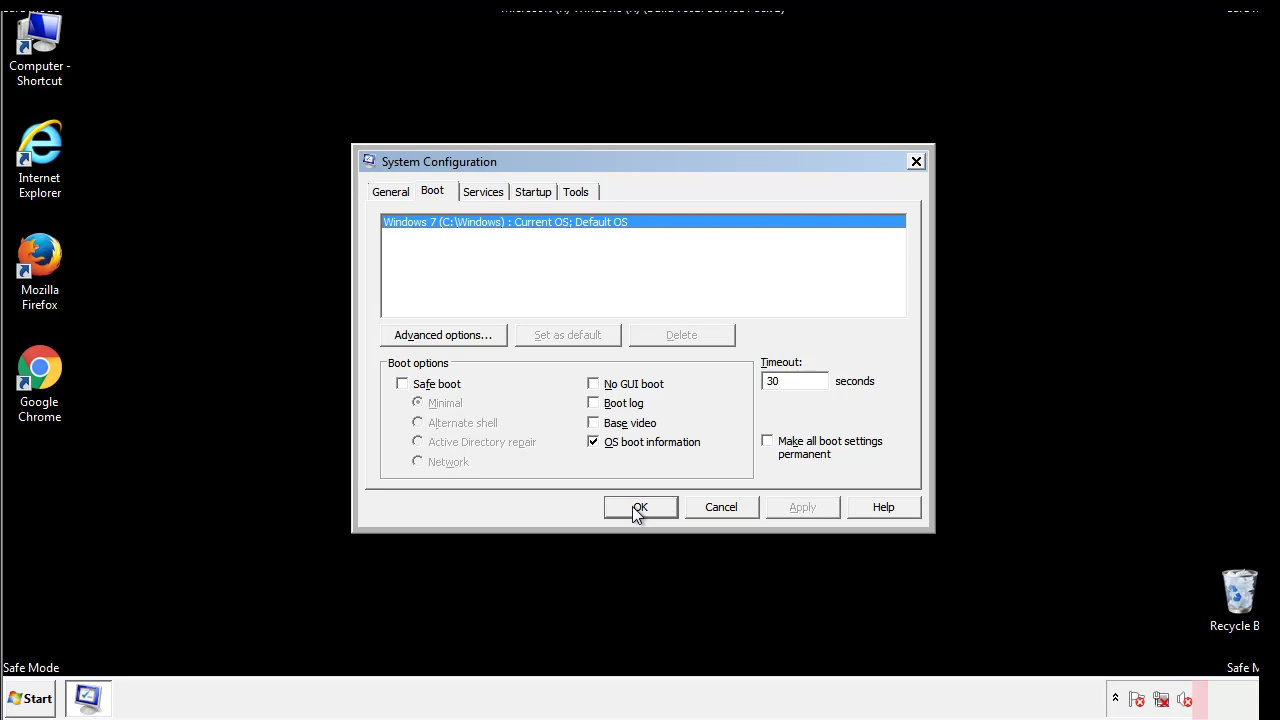 Computer -
Shortcut
Internet
Explorer
Mozilla
Firefox
Google
Chrome
System Configuration
General Boot Services Startup Tools
Windows 7 (C:\Windows) : Current OS; Default OS
Advanced options... Set as default Delete
Boot options
Timeout:
Safe boot
No GUI boot
30 seconds
Minimal
Boot log
Alternate shell
Base video
Active Directory repair
OS boot information
Make all boot settings
permanent
Network
OK Cancel Apply Help
Recycle B
Safe Mode
Safe M
Start